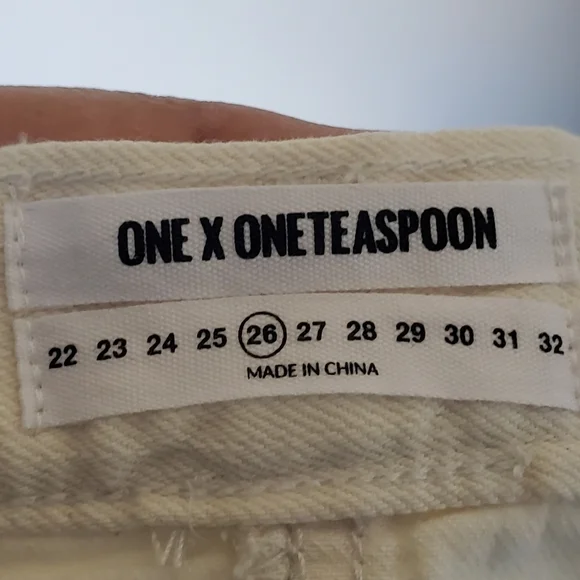 ONE X ONETEASPOON
22 23 24 25 26 27 28 29 30 31 32
MADE IN CHINA